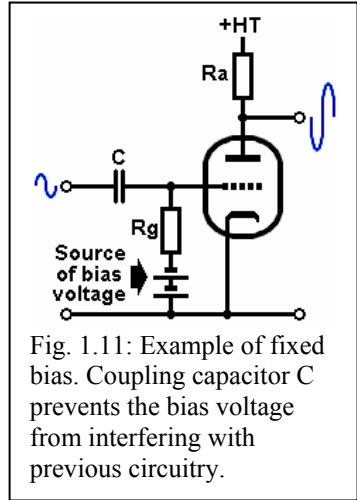 +HT
Ra
C
Rg
Source
of bias
voltage
Fig. 1.11: Example of fixed
bias. Coupling capacitor C
prevents the bias voltage
from interfering with
previous circuitry.